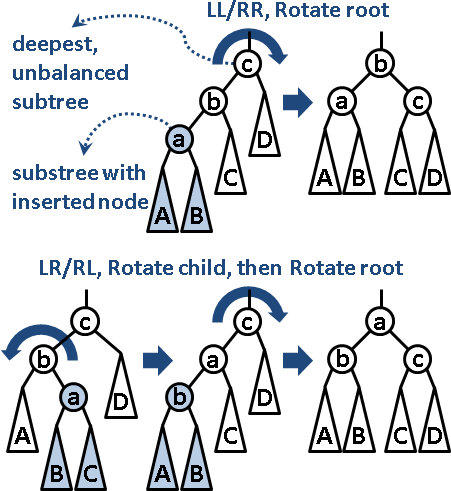 LL/RR, Rotate root
deepest,
unbalanced
subtree
c
b
b
a
c
a
D
substree with
inserted node
C
A B
A B C D
LR/RL, Rotate child, then Rotate root
c
c
a
b
a
b
c
a
D
b
D
A
C
B C
A B
A B C D